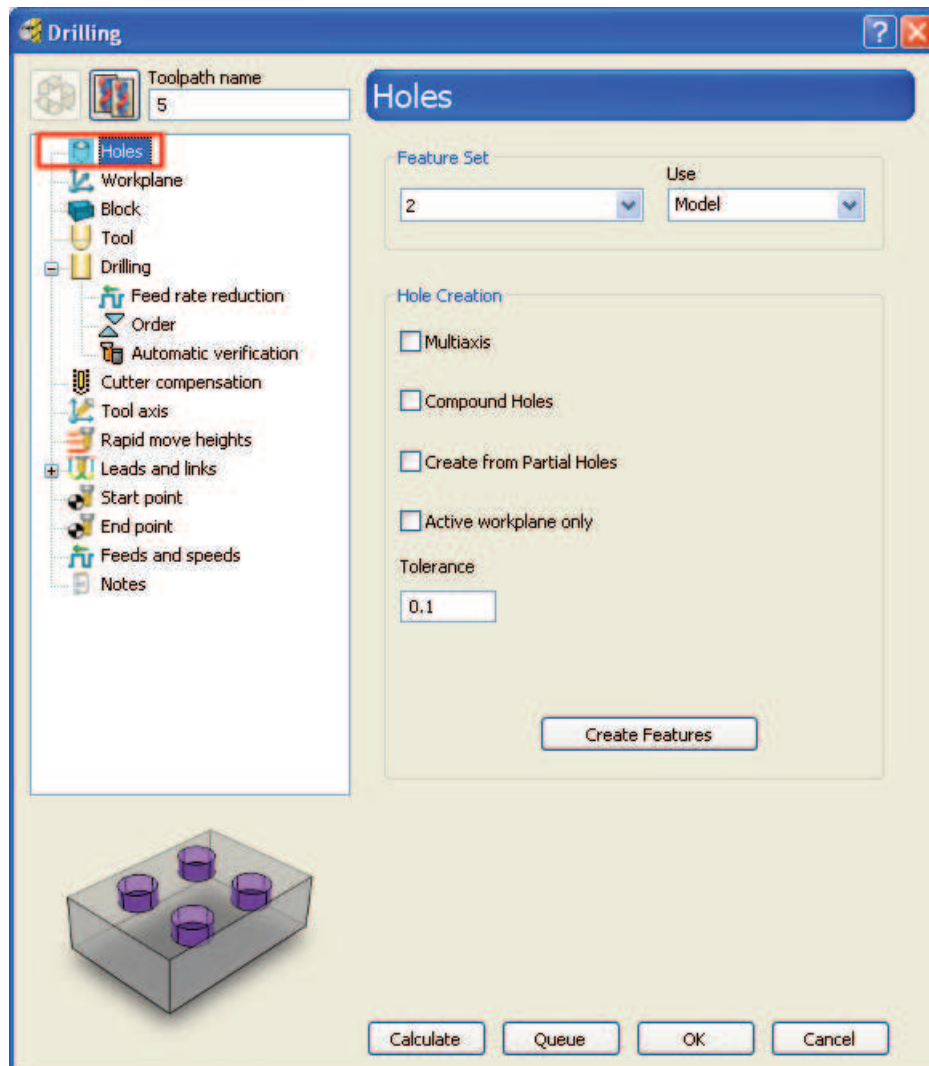 Drilling
Toolpath name
5
Holes
Workplane
Block
Tool
Drilling
Feed rate reduction
Order
Automatic verification
Cutter compensation
Tool axis
Rapid move heights
Leads and links
Start point
End point
Feeds and speeds
Notes
Holes
Feature Set
Use
2
Model
Hole Creation
Multiaxis
Compound Holes
Create from Partial Holes
Active workplane only
Tolerance
0.1
Create Features
Calculate
Queue
OK
Cancel